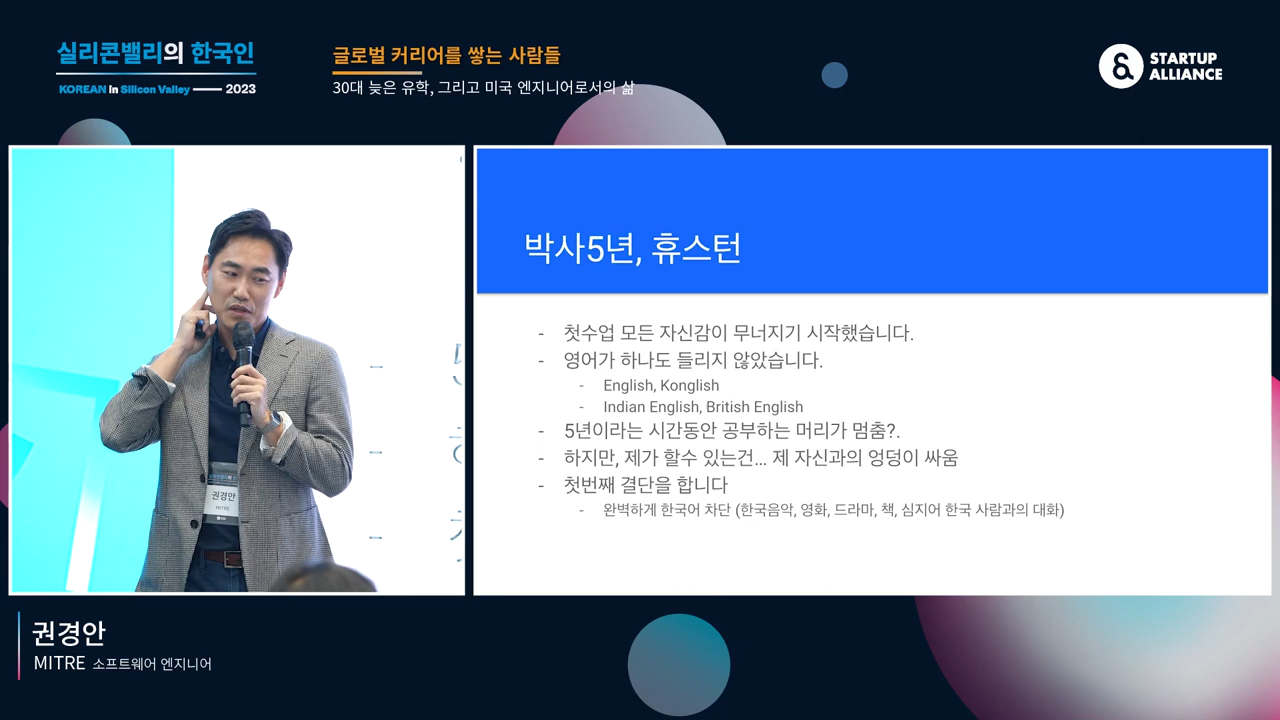 실리콘밸리의 한국인
KOREAN In Silicon Valley 2023
글로벌 커리어를 쌓는 사람들
30대 늦은 유학, 그리고 미국 엔지니어로서의 삶
STARTUP
ALLIANCE
박사5년, 휴스턴
- 첫수업 모든 자신감이 무너지기 시작했습니다.
- 영어가 하나도 들리지 않았습니다.
- English, Konglish
- Indian English, British English
- 5년이라는 시간동안 공부하는 머리가 멈춤?.
- 하지만, 제가 할수 있는건... 제 자신과의 엉덩이 싸움
- 첫번째 결단을 합니다
- 완벽하게 한국어 차단 (한국음악, 영화, 드라마, 책, 심지어 한국 사람과의 대화)
권경안
MITRE
권경안
MITRE 소프트웨어 엔지니어